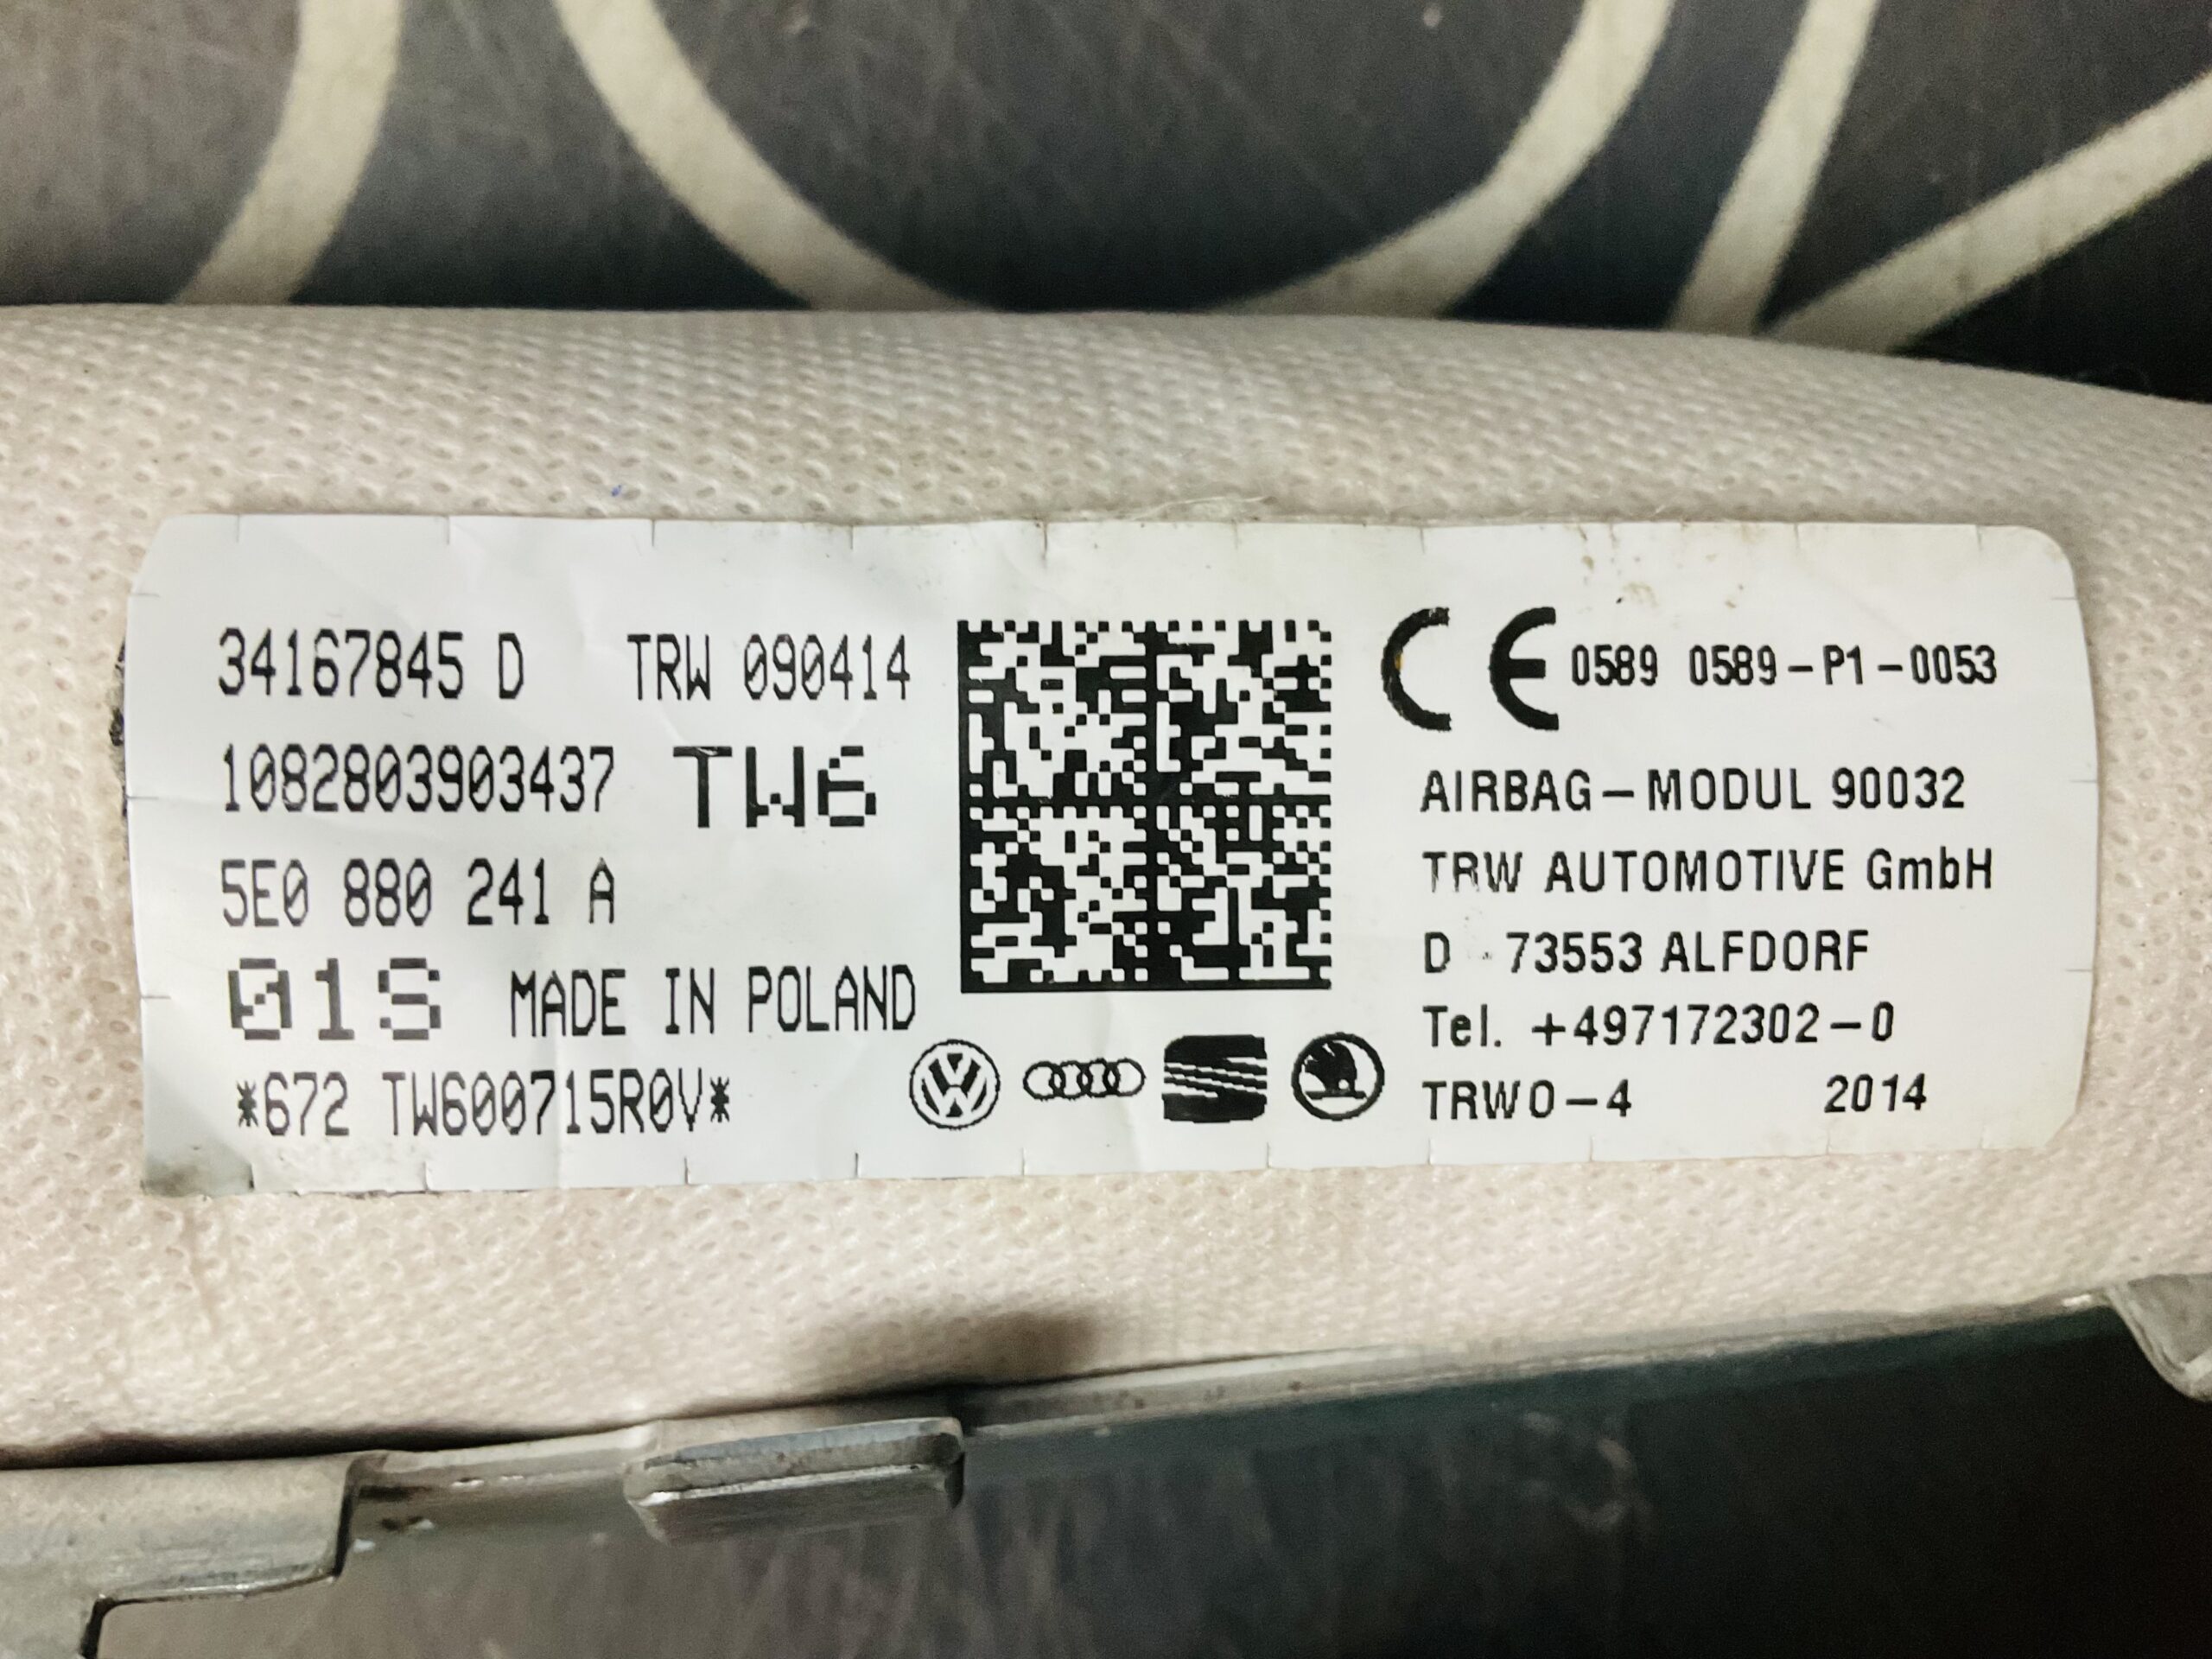 34167845 D TRW 090414
1082803903437 TW6
5E0 880 241 A
01S MADE IN POLAND
*672 TW600715R0V*
CE 0589 0589-P1-0053
AIRBAG-MODUL 90032
TRW AUTOMOTIVE GmbH
D - 73553 ALFDORF
Tel. +497172302-0
TRWO-4 2014